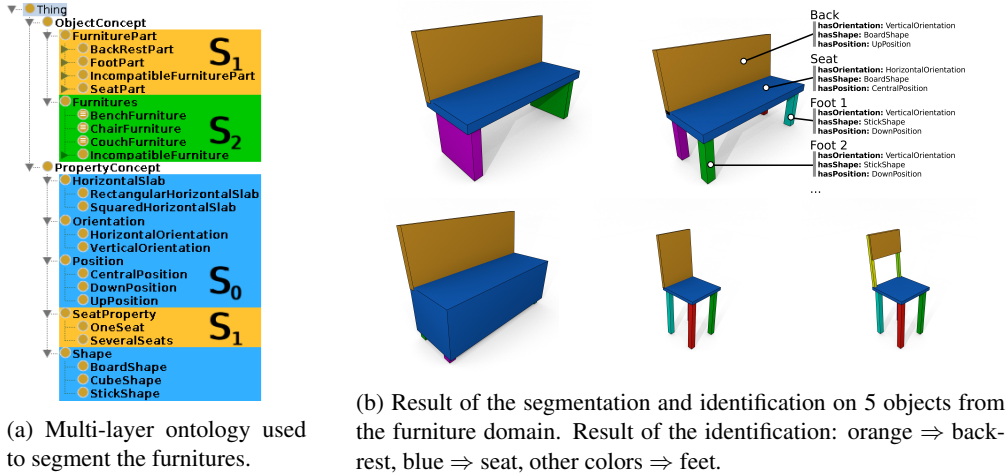 Thing
ObjectConcept
FurniturePart
BackRestPart
FootPart
IncompatibleFurniturePart
SeatPart
S1
Furnitures
BenchFurniture
ChairFurniture
CouchFurniture
IncompatibleFurniture
S2
PropertyConcept
HorizontalSlab
RectangularHorizontalSlab
SquaredHorizontalSlab
Orientation
HorizontalOrientation
VerticalOrientation
Position
CentralPosition
DownPosition
UpPosition
S0
SeatProperty
OneSeat
SeveralSeats
S1
Shape
BoardShape
CubeShape
StickShape
(a) Multi-layer ontology used
to segment the furnitures.
Back
hasOrientation: VerticalOrientation
hasShape: BoardShape
hasPosition: UpPosition
Seat
hasOrientation: HorizontalOrientation
hasShape: BoardShape
hasPosition: CentralPosition
Foot 1
hasOrientation: VerticalOrientation
hasShape: StickShape
hasPosition: DownPosition
Foot 2
hasOrientation: VerticalOrientation
hasShape: StickShape
hasPosition: DownPosition
...
(b) Result of the segmentation and identification on 5 objects from
the furniture domain. Result of the identification: orange ⇒ back-
rest, blue ⇒ seat, other colors ⇒ feet.